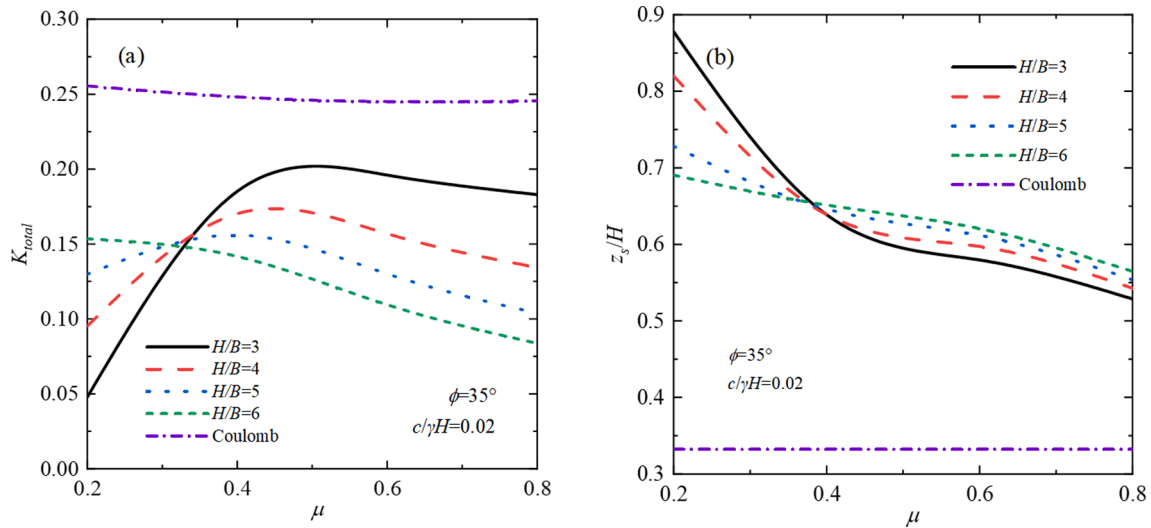 0.30
0.25
0.20
0.15
0.10
0.05
0.00
K_total
(a)
H/B=3
H/B=4
H/B=5
H/B=6
Coulomb
ϕ=35°
c/γH=0.02
0.2 0.4 0.6 0.8
μ
0.9
0.8
0.7
0.6
0.5
0.4
0.3
z_s/H
(b)
H/B=3
H/B=4
H/B=5
H/B=6
Coulomb
ϕ=35°
c/γH=0.02
0.2 0.4 0.6 0.8
μ